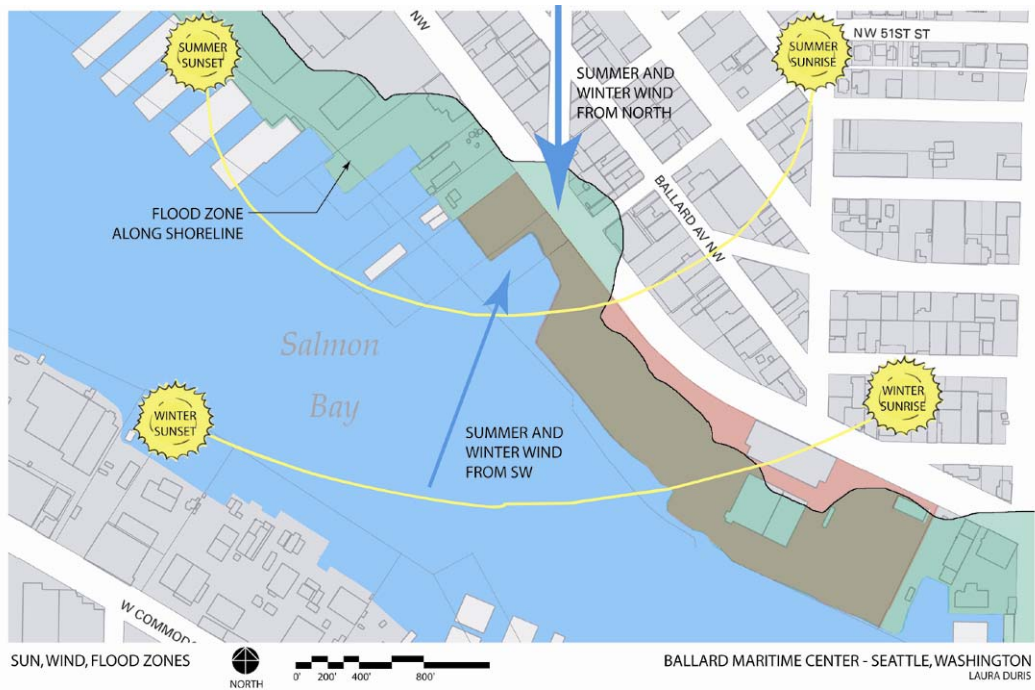 SUMMER
SUNSET
NW
SUMMER AND
WINTER WIND
FROM NORTH
SUMMER
SUNRISE
NW 51ST ST
BALLARD AV NW
FLOOD ZONE
ALONG SHORELINE
Salmon
Bay
WINTER
SUNSET
SUMMER AND
WINTER WIND
FROM SW
WINTER
SUNRISE
W COMMOD
SUN, WIND, FLOOD ZONES
NORTH
0' 200' 400' 800'
BALLARD MARITIME CENTER - SEATTLE, WASHINGTON
LAURA DURIS